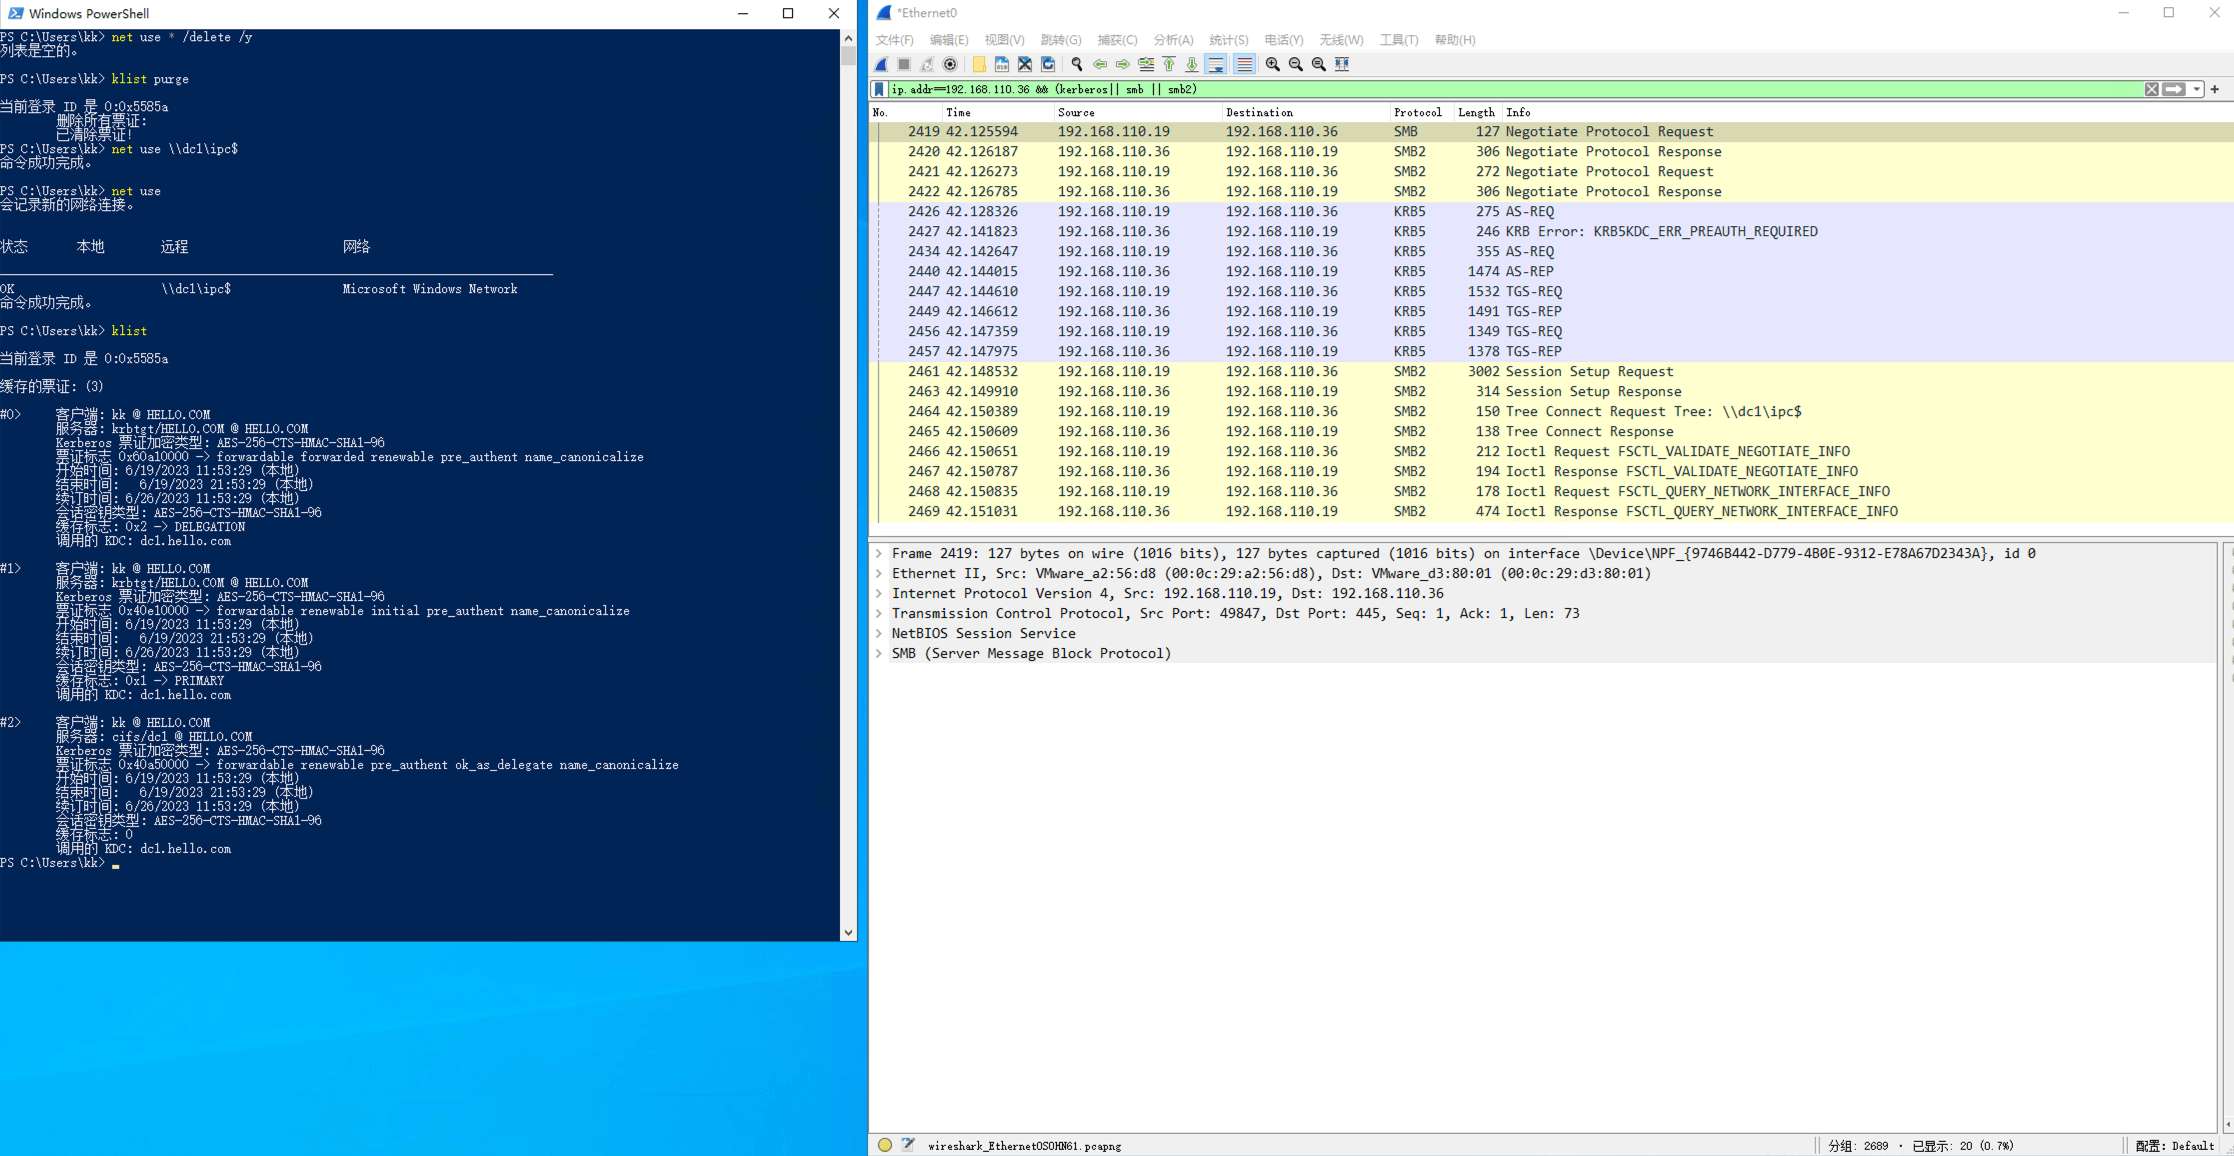 Windows PowerShell
PS C:\Users\kk> net use * /delete /y
列表是空的。
PS C:\Users\kk> klist purge
当前登录 ID 是 0:0x5585a
删除所有票证:
已清除票证!
PS C:\Users\kk> net use \\dc1\ipc$
命令成功完成。
PS C:\Users\kk> net use
会记录新的网络连接。
状态 本地 远程 网络
OK \\dc1\ipc$ Microsoft Windows Network
命令成功完成。
PS C:\Users\kk> klist
当前登录 ID 是 0:0x5585a
缓存的票证: (3)
#0> 客户端: kk @ HELLO.COM
服务器: krbtgt/HELLO.COM @ HELLO.COM
Kerberos 票证加密类型: AES-256-CTS-HMAC-SHA1-96
票证标志 0x60a10000 -> forwardable forwarded renewable pre_authent name_canonicalize
开始时间: 6/19/2023 11:53:29 (本地)
结束时间: 6/19/2023 21:53:29 (本地)
续订时间: 6/26/2023 11:53:29 (本地)
会话密钥类型: AES-256-CTS-HMAC-SHA1-96
缓存标志: 0x2 -> DELEGATION
调用的 KDC: dc1.hello.com
#1> 客户端: kk @ HELLO.COM
服务器: krbtgt/HELLO.COM @ HELLO.COM
Kerberos 票证加密类型: AES-256-CTS-HMAC-SHA1-96
票证标志 0x40e10000 -> forwardable renewable initial pre_authent name_canonicalize
开始时间: 6/19/2023 11:53:29 (本地)
结束时间: 6/19/2023 21:53:29 (本地)
续订时间: 6/26/2023 11:53:29 (本地)
会话密钥类型: AES-256-CTS-HMAC-SHA1-96
缓存标志: 0x1 -> PRIMARY
调用的 KDC: dc1.hello.com
#2> 客户端: kk @ HELLO.COM
服务器: cifs/dc1 @ HELLO.COM
Kerberos 票证加密类型: AES-256-CTS-HMAC-SHA1-96
票证标志 0x40a50000 -> forwardable renewable pre_authent ok_as_delegate name_canonicalize
开始时间: 6/19/2023 11:53:29 (本地)
结束时间: 6/19/2023 21:53:29 (本地)
续订时间: 6/26/2023 11:53:29 (本地)
会话密钥类型: AES-256-CTS-HMAC-SHA1-96
缓存标志: 0
调用的 KDC: dc1.hello.com
PS C:\Users\kk>
*Ethernet0
文件(F) 编辑(E) 视图(V) 跳转(G) 捕获(C) 分析(A) 统计(S) 电话(Y) 无线(W) 工具(T) 帮助(H)
ip.addr==192.168.110.36 && (kerberos|| smb || smb2)
No. Time Source Destination Protocol Length Info
2419 42.125594 192.168.110.19 192.168.110.36 SMB 127 Negotiate Protocol Request
2420 42.126187 192.168.110.36 192.168.110.19 SMB2 306 Negotiate Protocol Response
2421 42.126273 192.168.110.19 192.168.110.36 SMB2 272 Negotiate Protocol Request
2422 42.126785 192.168.110.36 192.168.110.19 SMB2 306 Negotiate Protocol Response
2426 42.128326 192.168.110.19 192.168.110.36 KRB5 275 AS-REQ
2427 42.141823 192.168.110.36 192.168.110.19 KRB5 246 KRB Error: KRB5KDC_ERR_PREAUTH_REQUIRED
2434 42.142647 192.168.110.19 192.168.110.36 KRB5 355 AS-REQ
2440 42.144015 192.168.110.36 192.168.110.19 KRB5 1474 AS-REP
2447 42.144610 192.168.110.19 192.168.110.36 KRB5 1532 TGS-REQ
2449 42.146612 192.168.110.36 192.168.110.19 KRB5 1491 TGS-REP
2456 42.147359 192.168.110.19 192.168.110.36 KRB5 1349 TGS-REQ
2457 42.147975 192.168.110.36 192.168.110.19 KRB5 1378 TGS-REP
2461 42.148532 192.168.110.19 192.168.110.36 SMB2 3002 Session Setup Request
2463 42.149910 192.168.110.36 192.168.110.19 SMB2 314 Session Setup Response
2464 42.150389 192.168.110.19 192.168.110.36 SMB2 150 Tree Connect Request Tree: \\dc1\ipc$
2465 42.150609 192.168.110.36 192.168.110.19 SMB2 138 Tree Connect Response
2466 42.150651 192.168.110.19 192.168.110.36 SMB2 212 Ioctl Request FSCTL_VALIDATE_NEGOTIATE_INFO
2467 42.150787 192.168.110.36 192.168.110.19 SMB2 194 Ioctl Response FSCTL_VALIDATE_NEGOTIATE_INFO
2468 42.150835 192.168.110.19 192.168.110.36 SMB2 178 Ioctl Request FSCTL_QUERY_NETWORK_INTERFACE_INFO
2469 42.151031 192.168.110.36 192.168.110.19 SMB2 474 Ioctl Response FSCTL_QUERY_NETWORK_INTERFACE_INFO
Frame 2419: 127 bytes on wire (1016 bits), 127 bytes captured (1016 bits) on interface \Device\NPF_{9746B442-D779-4B0E-9312-E78A67D2343A}, id 0
Ethernet II, Src: VMware_a2:56:d8 (00:0c:29:a2:56:d8), Dst: VMware_d3:80:01 (00:0c:29:d3:80:01)
Internet Protocol Version 4, Src: 192.168.110.19, Dst: 192.168.110.36
Transmission Control Protocol, Src Port: 49847, Dst Port: 445, Seq: 1, Ack: 1, Len: 73
NetBIOS Session Service
SMB (Server Message Block Protocol)
wireshark_Ethernet0SOHN61.pcapng
分组: 2689 · 已显示: 20 (0.7%)
配置: Default